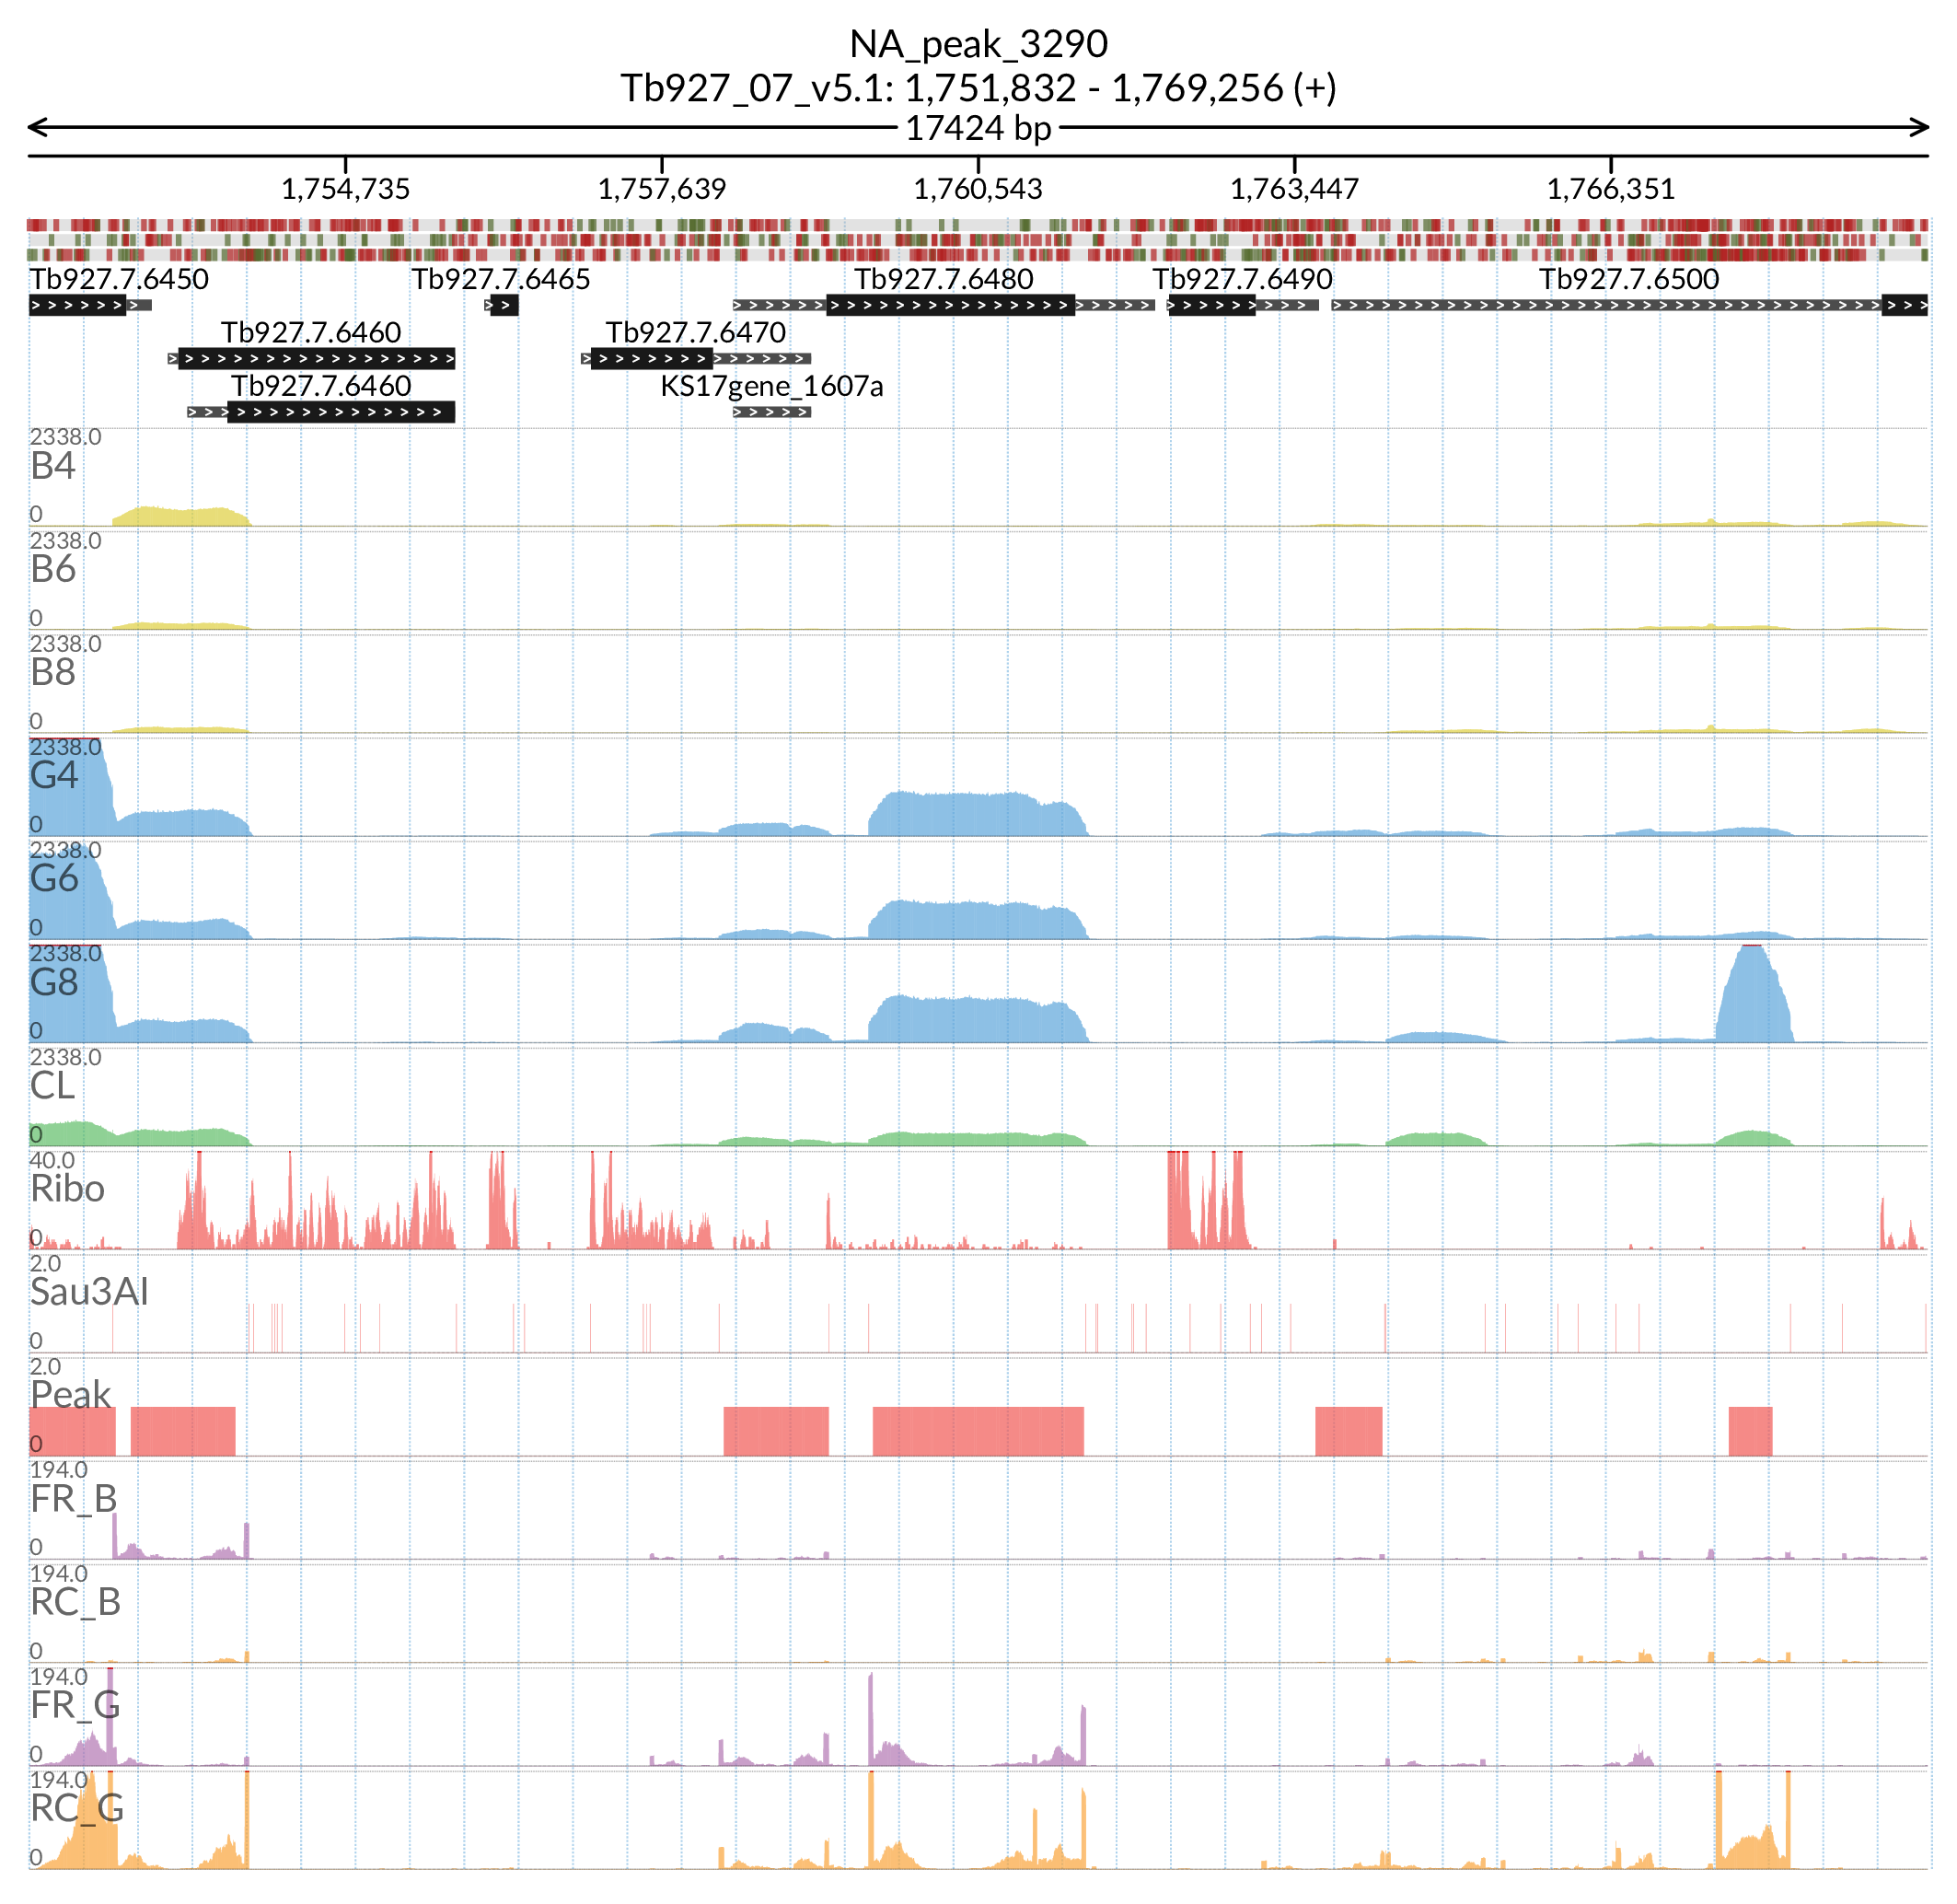 NA_peak_3290
Tb927_07_v5.1: 1,751,832 - 1,769,256 (+)
17424 bp
1,754,735 1,757,639 1,760,543 1,763,447 1,766,351
Tb927.7.6450 Tb927.7.6465 Tb927.7.6480 Tb927.7.6490 Tb927.7.6500
Tb927.7.6460 Tb927.7.6470
Tb927.7.6460 KS17gene_1607a
2338.0
B4
0
2338.0
B6
0
2338.0
B8
0
2338.0
G4
0
2338.0
G6
0
2338.0
G8
0
2338.0
CL
0
40.0
Ribo
0
2.0
Sau3AI
0
2.0
Peak
0
194.0
FR_B
0
194.0
RC_B
0
194.0
FR_G
0
194.0
RC_G
0